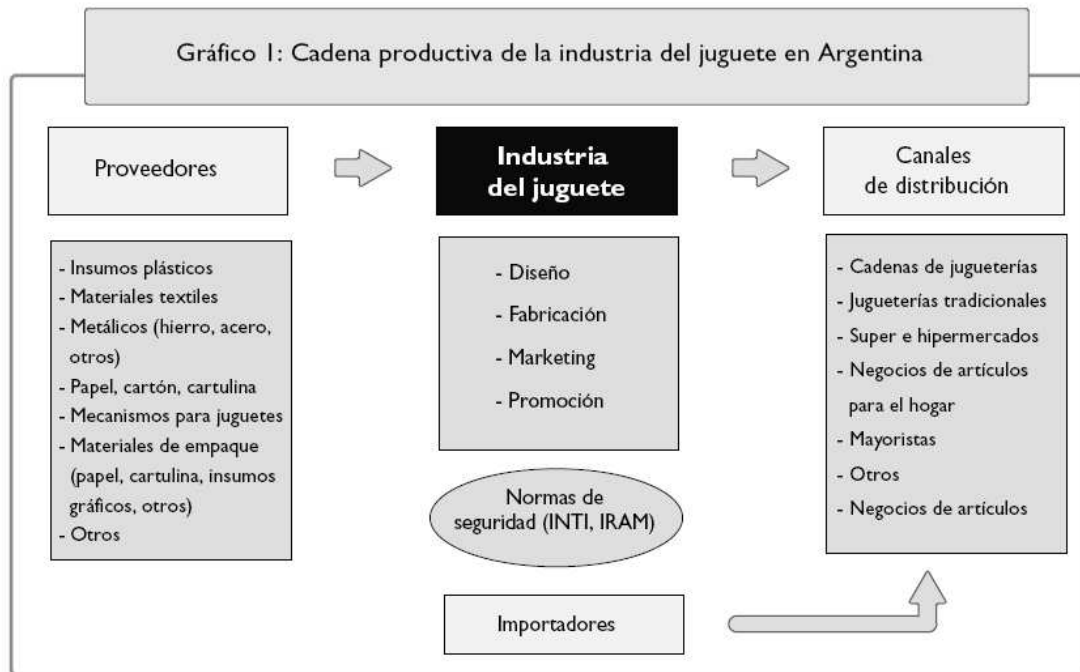 Gráfico 1: Cadena productiva de la industria del juguete en Argentina
Proveedores
- Insumos plásticos
- Materiales textiles
- Metálicos (hierro, acero,
otros)
- Papel, cartón, cartulina
- Mecanismos para juguetes
- Materiales de empaque
(papel, cartulina, insumos
gráficos, otros)
- Otros
Industria
del juguete
- Diseño
- Fabricación
- Marketing
- Promoción
Normas de
seguridad (INTI, IRAM)
Importadores
Canales
de distribución
- Cadenas de jugueterías
- Jugueterías tradicionales
- Super e hipermercados
- Negocios de artículos
para el hogar
- Mayoristas
- Otros
- Negocios de artículos